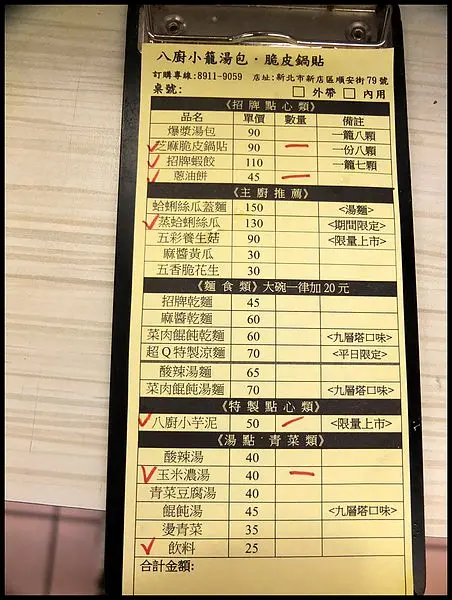 八廚小籠湯包・脆皮鍋貼
訂購專線:8911-9059 店址:新北市新店區順安街79號
桌號: □ 外帶 □ 內用
《招牌點心類》
品名 單價 數量 備註
爆漿湯包 90 一籠八顆
芝麻脆皮鍋貼 90 一份八顆
招牌蝦餃 110 一籠七顆
蔥油餅 45
《主廚推薦》
蛤蜊絲瓜蓋麵 150 <湯麵>
蒸蛤蜊絲瓜 130 <期間限定>
五彩養生菇 90 <限量上市>
麻醬黃瓜 30
五香脆花生 30
《麵食類》大碗一律加20元
招牌乾麵 45
麻醬乾麵 60
菜肉餛飩乾麵 60 <九層塔口味>
超Q特製涼麵 70 <平日限定>
酸辣湯麵 65
菜肉餛飩湯麵 70 <九層塔口味>
《特製點心類》
八廚小芋泥 50 <限量上市>
《湯點·青菜類》
酸辣湯 40
玉米濃湯 40
青菜豆腐湯 40
餛飩湯 45 <九層塔口味>
燙青菜 35
飲料 25
合計金額: